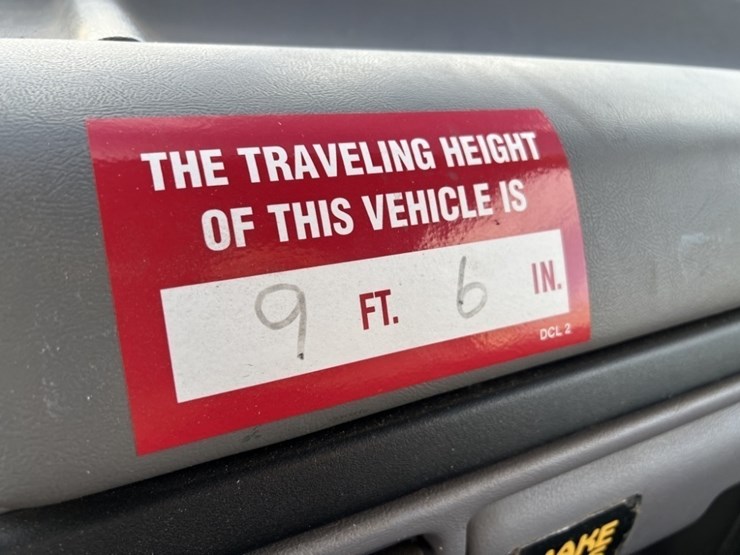 THE TRAVELING HEIGHT
OF THIS VEHICLE IS
9 FT. 6 IN.
DCL 2